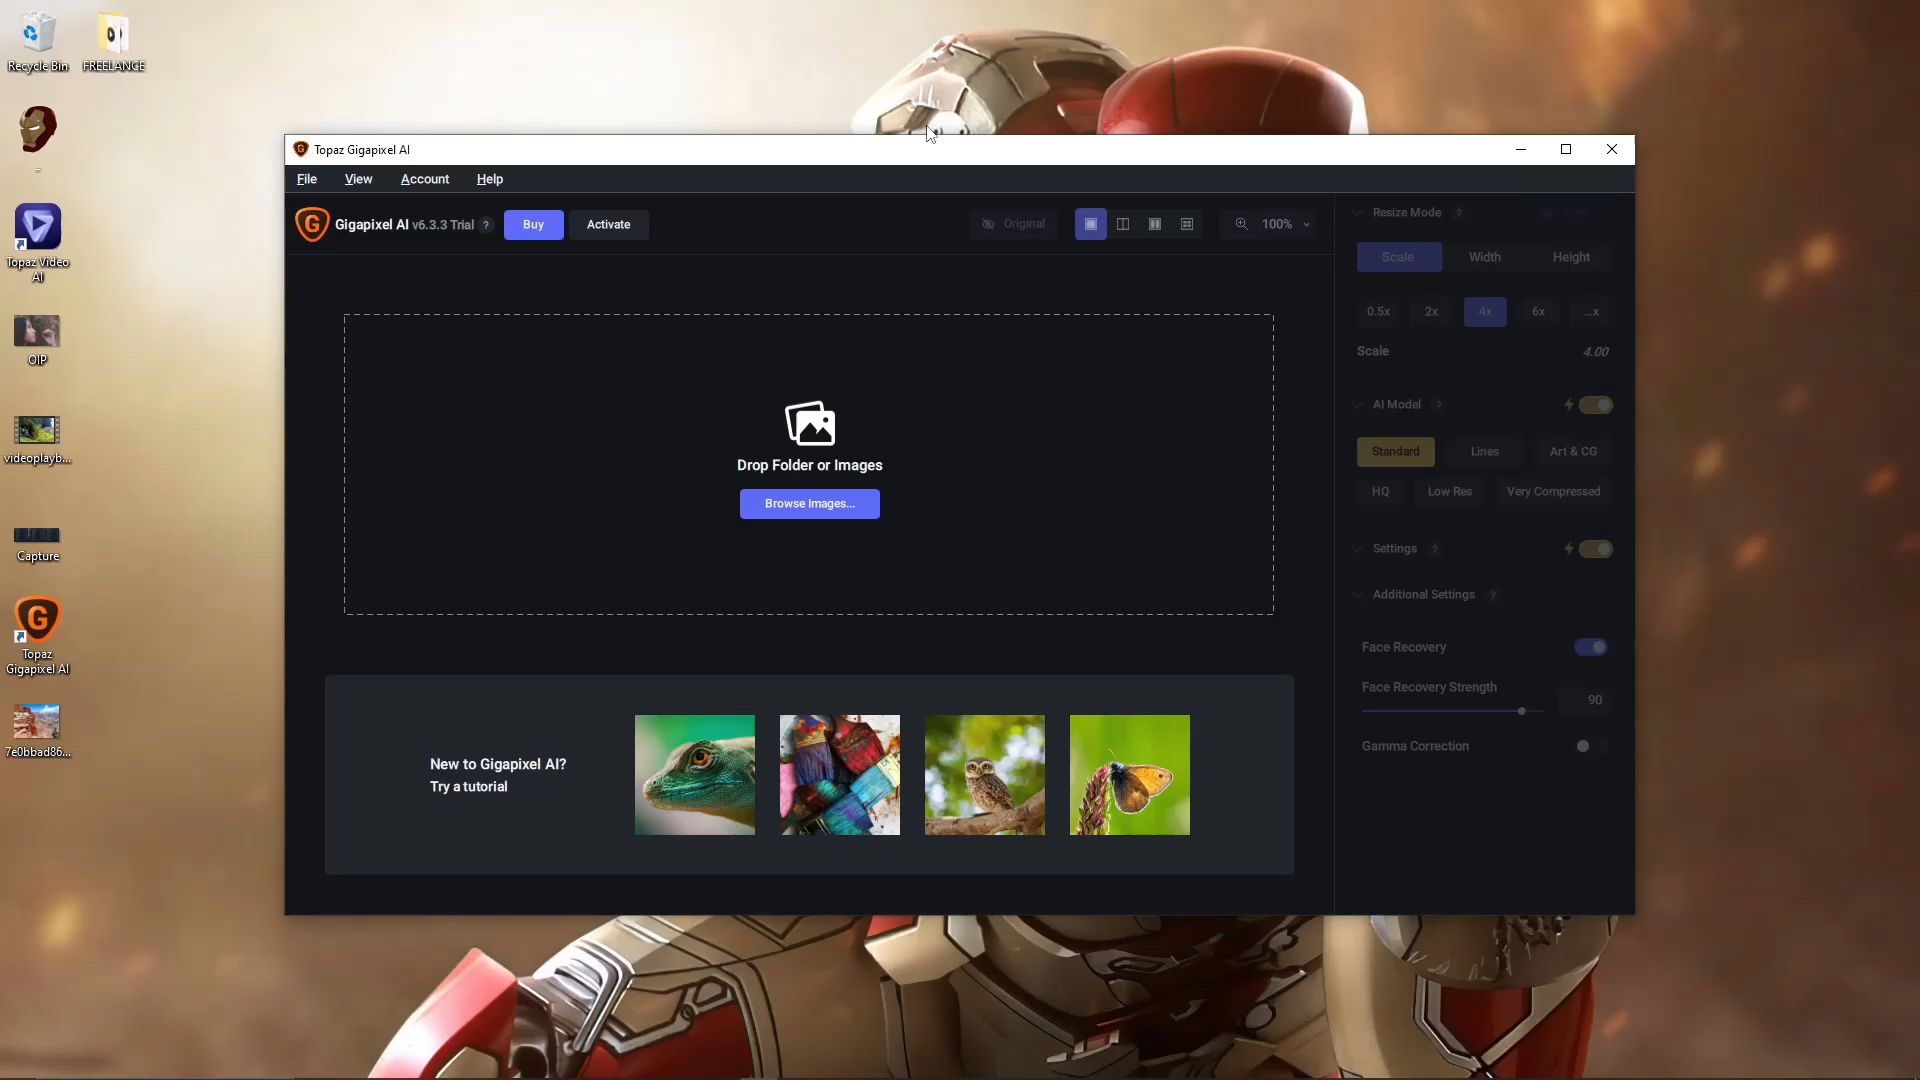 Recycle Bin
FREELANCE
..
Topaz Video
AI
OIP
videoplayb...
Capture
Topaz
Gigapixel AI
7e0bbad86...
Topaz Gigapixel AI
File View Account Help
Gigapixel AI v6.3.3 Trial ? Buy Activate Original 100%
Drop Folder or Images
Browse Images...
New to Gigapixel AI?
Try a tutorial
Resize Mode ?
Scale Width Height
0.5x 2x 4x 6x ...x
Scale 4.00
AI Model ?
Standard Lines Art & CG
HQ Low Res Very Compressed
Settings ?
Additional Settings ?
Face Recovery
Face Recovery Strength
90
Gamma Correction